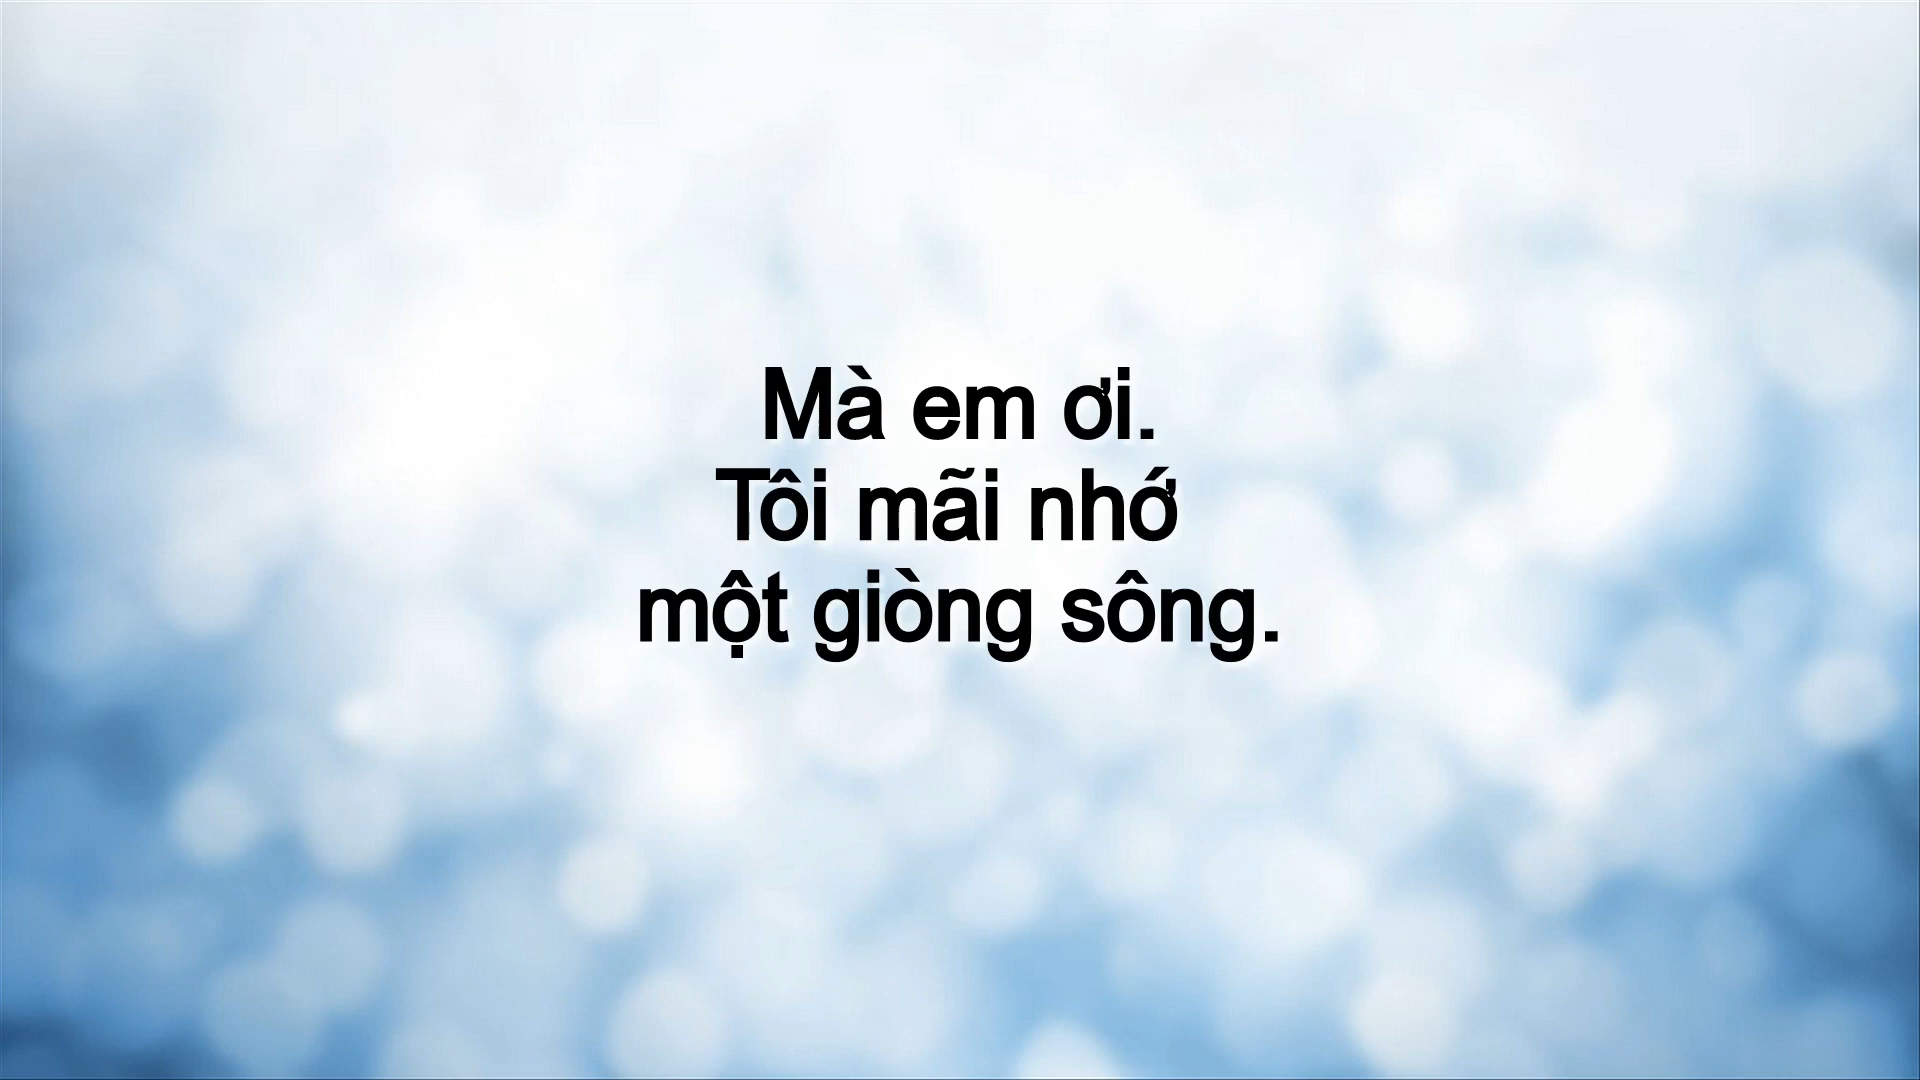 Mà em ơi.
Tôi mãi nhớ
một giòng sông.